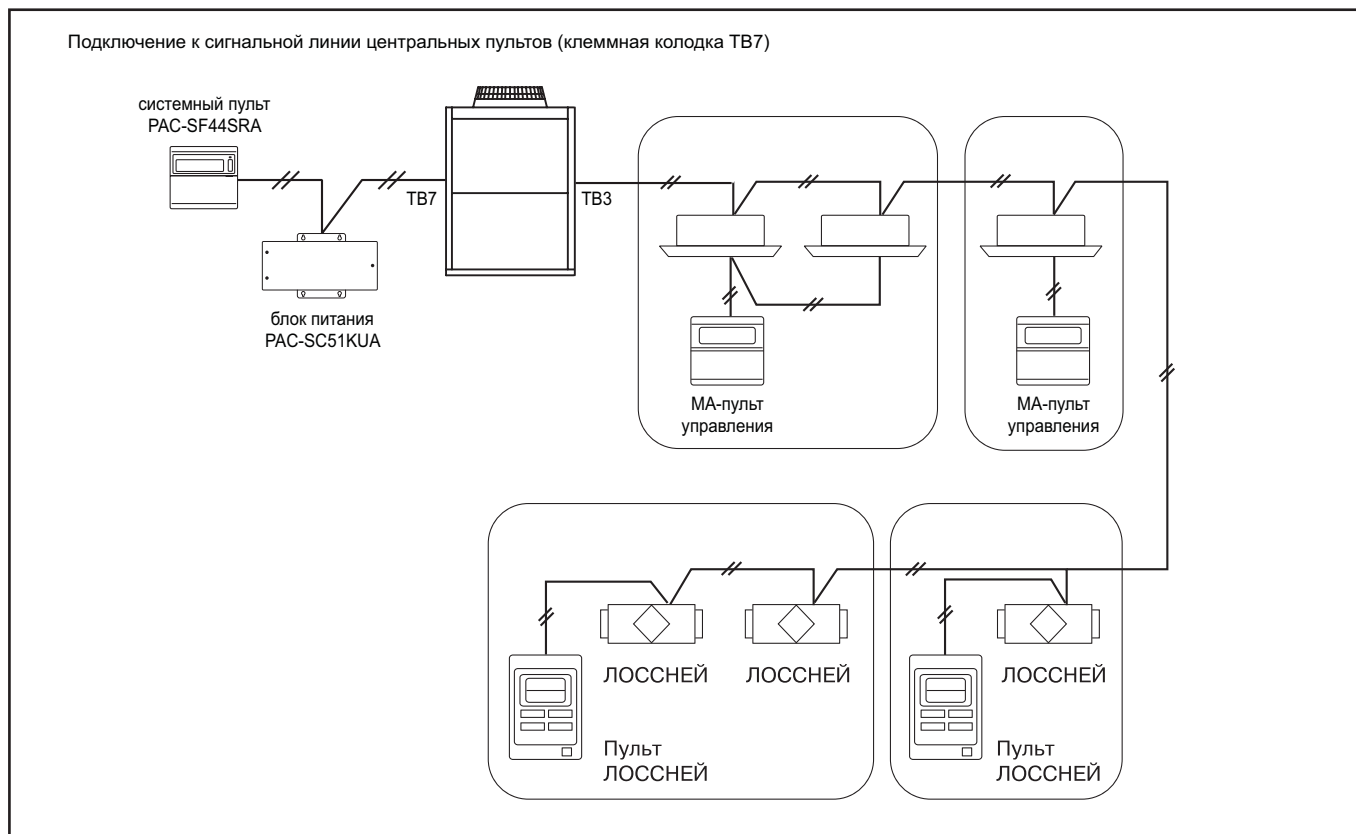 Подключение к сигнальной линии центральных пультов (клеммная колодка TB7)
системный пульт
PAC-SF44SRA
TB7
TB3
блок питания
PAC-SC51KUA
MA-пульт
управления
MA-пульт
управления
ЛОССНЕЙ
ЛОССНЕЙ
ЛОССНЕЙ
Пульт
ЛОССНЕЙ
Пульт
ЛОССНЕЙ